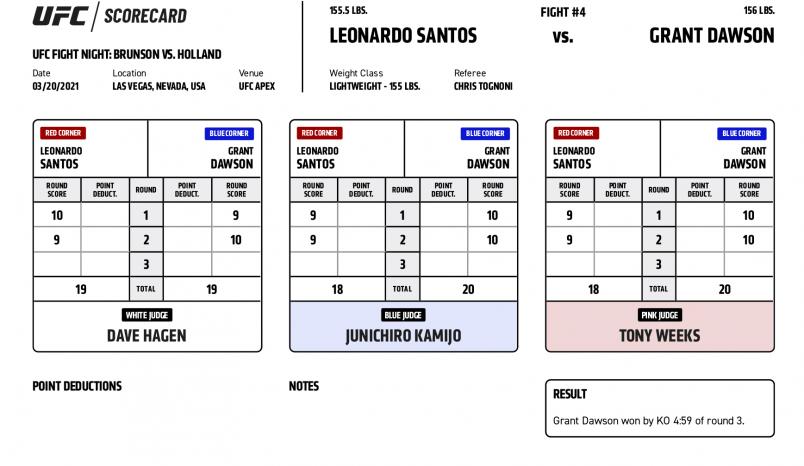 UFC / SCORECARD
UFC FIGHT NIGHT: BRUNSON VS. HOLLAND
Date Location Venue
03/20/2021 LAS VEGAS, NEVADA, USA UFC APEX
155.5 LBS. FIGHT #4 156 LBS.
LEONARDO SANTOS vs. GRANT DAWSON
Weight Class Referee
LIGHTWEIGHT - 155 LBS. CHRIS TOGNONI
RED CORNER BLUE CORNER
LEONARDO GRANT
SANTOS DAWSON
ROUND POINT ROUND POINT ROUND
SCORE DEDUCT. DEDUCT. SCORE
10 1 9
9 2 10
3
19 TOTAL 19
WHITE JUDGE
DAVE HAGEN
RED CORNER BLUE CORNER
LEONARDO GRANT
SANTOS DAWSON
ROUND POINT ROUND POINT ROUND
SCORE DEDUCT. DEDUCT. SCORE
9 1 10
9 2 10
3
18 TOTAL 20
BLUE JUDGE
JUNICHIRO KAMIJO
RED CORNER BLUE CORNER
LEONARDO GRANT
SANTOS DAWSON
ROUND POINT ROUND POINT ROUND
SCORE DEDUCT. DEDUCT. SCORE
9 1 10
9 2 10
3
18 TOTAL 20
PINK JUDGE
TONY WEEKS
POINT DEDUCTIONS
NOTES
RESULT
Grant Dawson won by KO 4:59 of round 3.